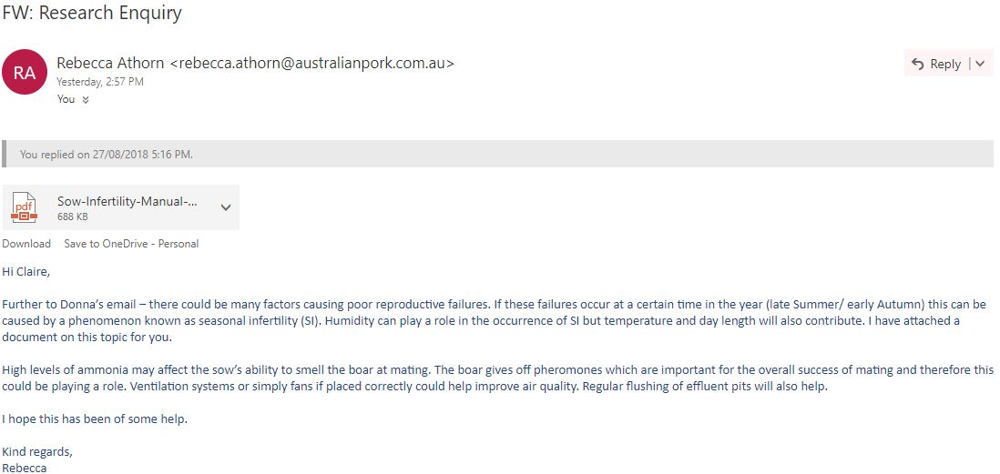 FW: Research Enquiry
RA
Rebecca Athorn <rebecca.athorn@australianpork.com.au>
Yesterday, 2:57 PM
You
Reply
You replied on 27/08/2018 5:16 PM.
pdf
Sow-Infertility-Manual-...
688 KB
Download Save to OneDrive - Personal
Hi Claire,
Further to Donna's email – there could be many factors causing poor reproductive failures. If these failures occur at a certain time in the year (late Summer/ early Autumn) this can be
caused by a phenomenon known as seasonal infertility (SI). Humidity can play a role in the occurrence of SI but temperature and day length will also contribute. I have attached a
document on this topic for you.
High levels of ammonia may affect the sow's ability to smell the boar at mating. The boar gives off pheromones which are important for the overall success of mating and therefore this
could be playing a role. Ventilation systems or simply fans if placed correctly could help improve air quality. Regular flushing of effluent pits will also help.
I hope this has been of some help.
Kind regards,
Rebecca